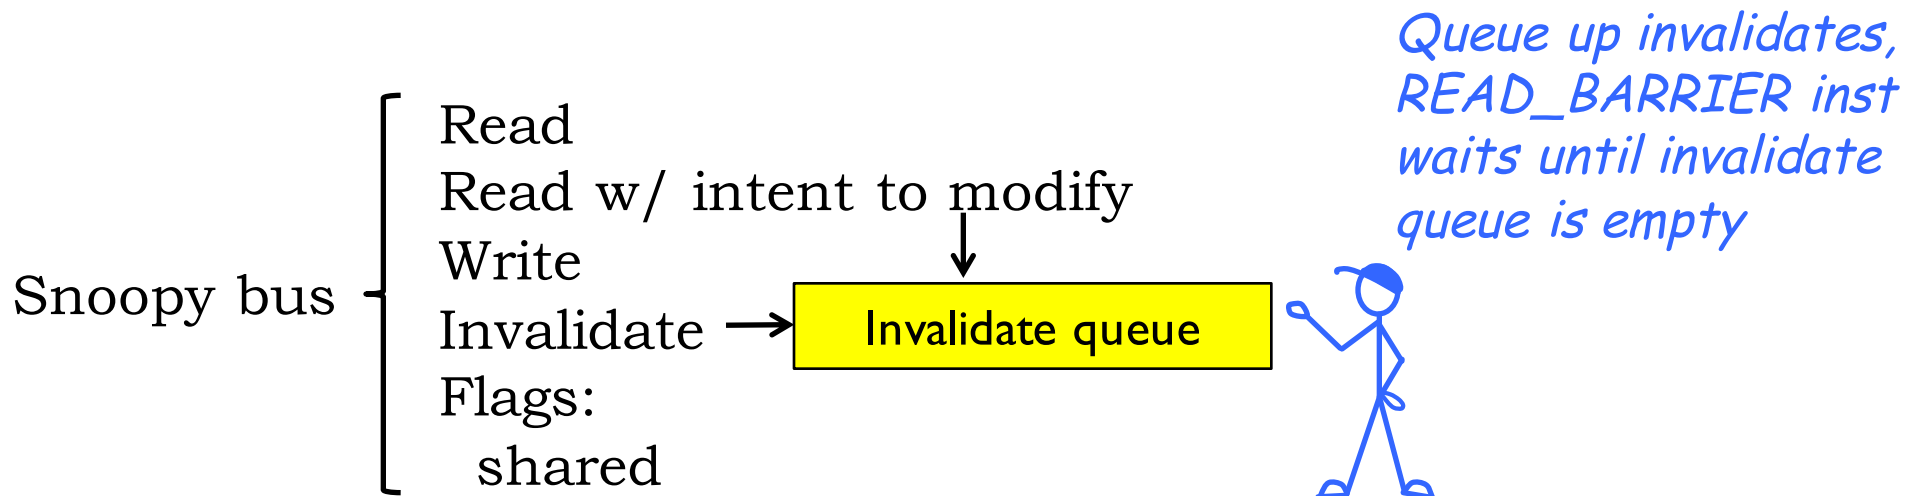 Queue up invalidates,
READ_BARRIER inst
waits until invalidate
queue is empty
Snoopy bus
Read
Read w/ intent to modify
Write
Invalidate
Flags:
shared
Invalidate queue